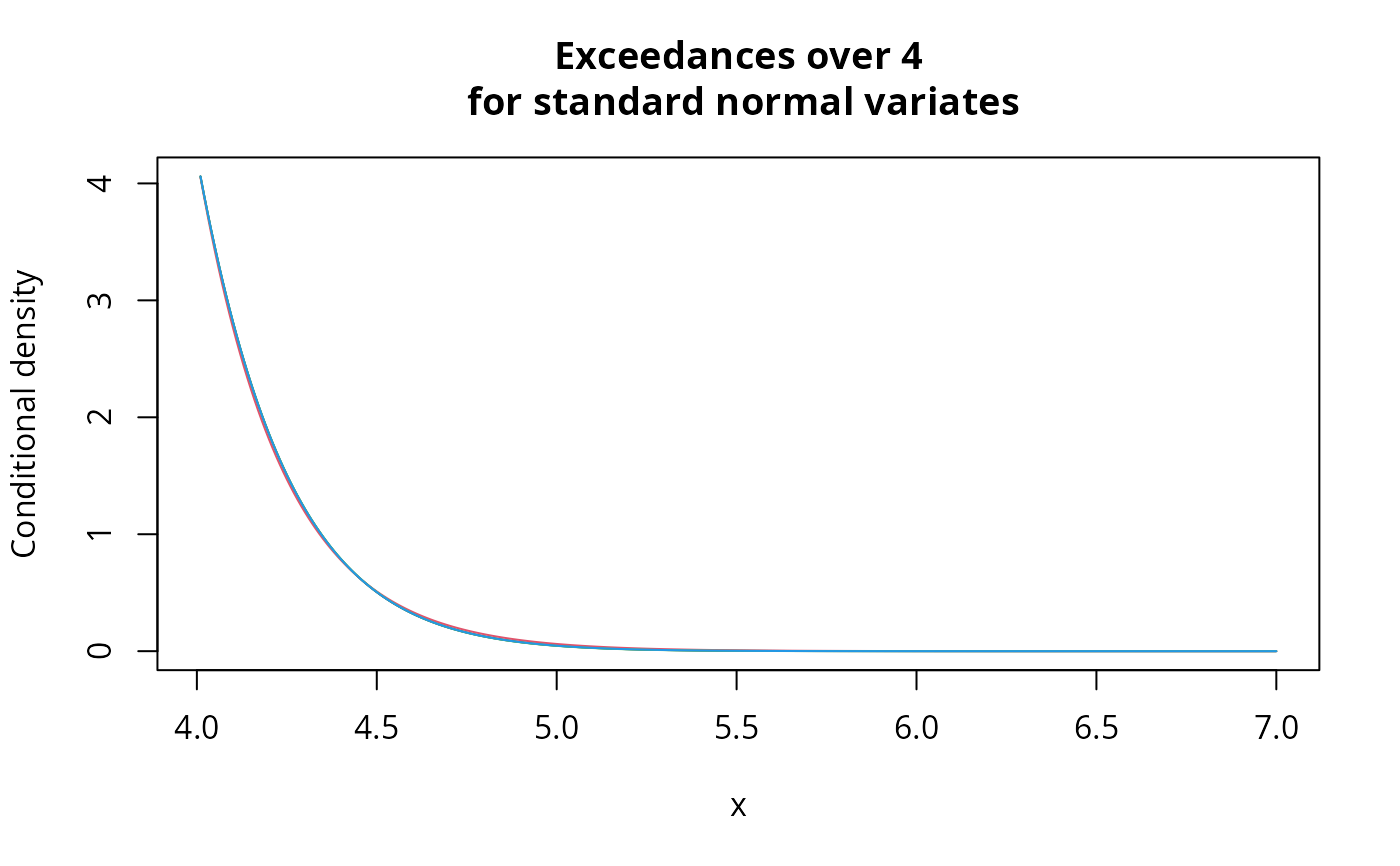 Exceedances over 4
for standard normal variates
Conditional density
4
3
2
1
0
4.0 4.5 5.0 5.5 6.0 6.5 7.0
x